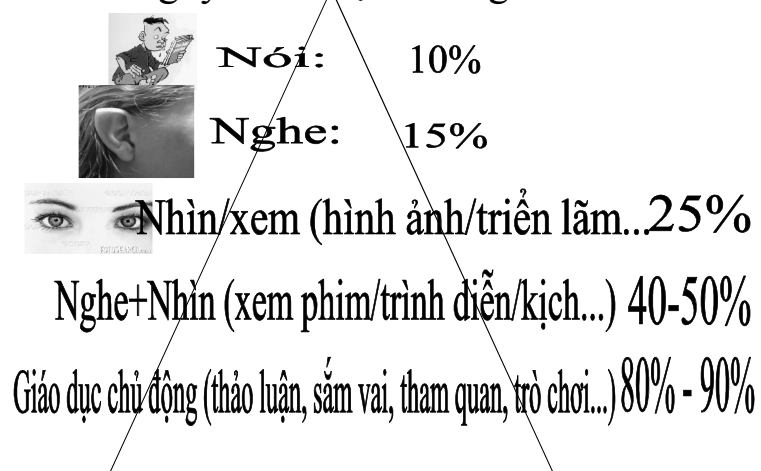 Nói: 10%
Nghe: 15%
Nhìn/xem (hình ảnh/triển lãm...25%
Nghe+Nhìn (xem phim/trình diễn/kịch...) 40-50%
Giáo dục chủ động (thảo luận, sắm vai, tham quan, trò chơi...) 80% - 90%